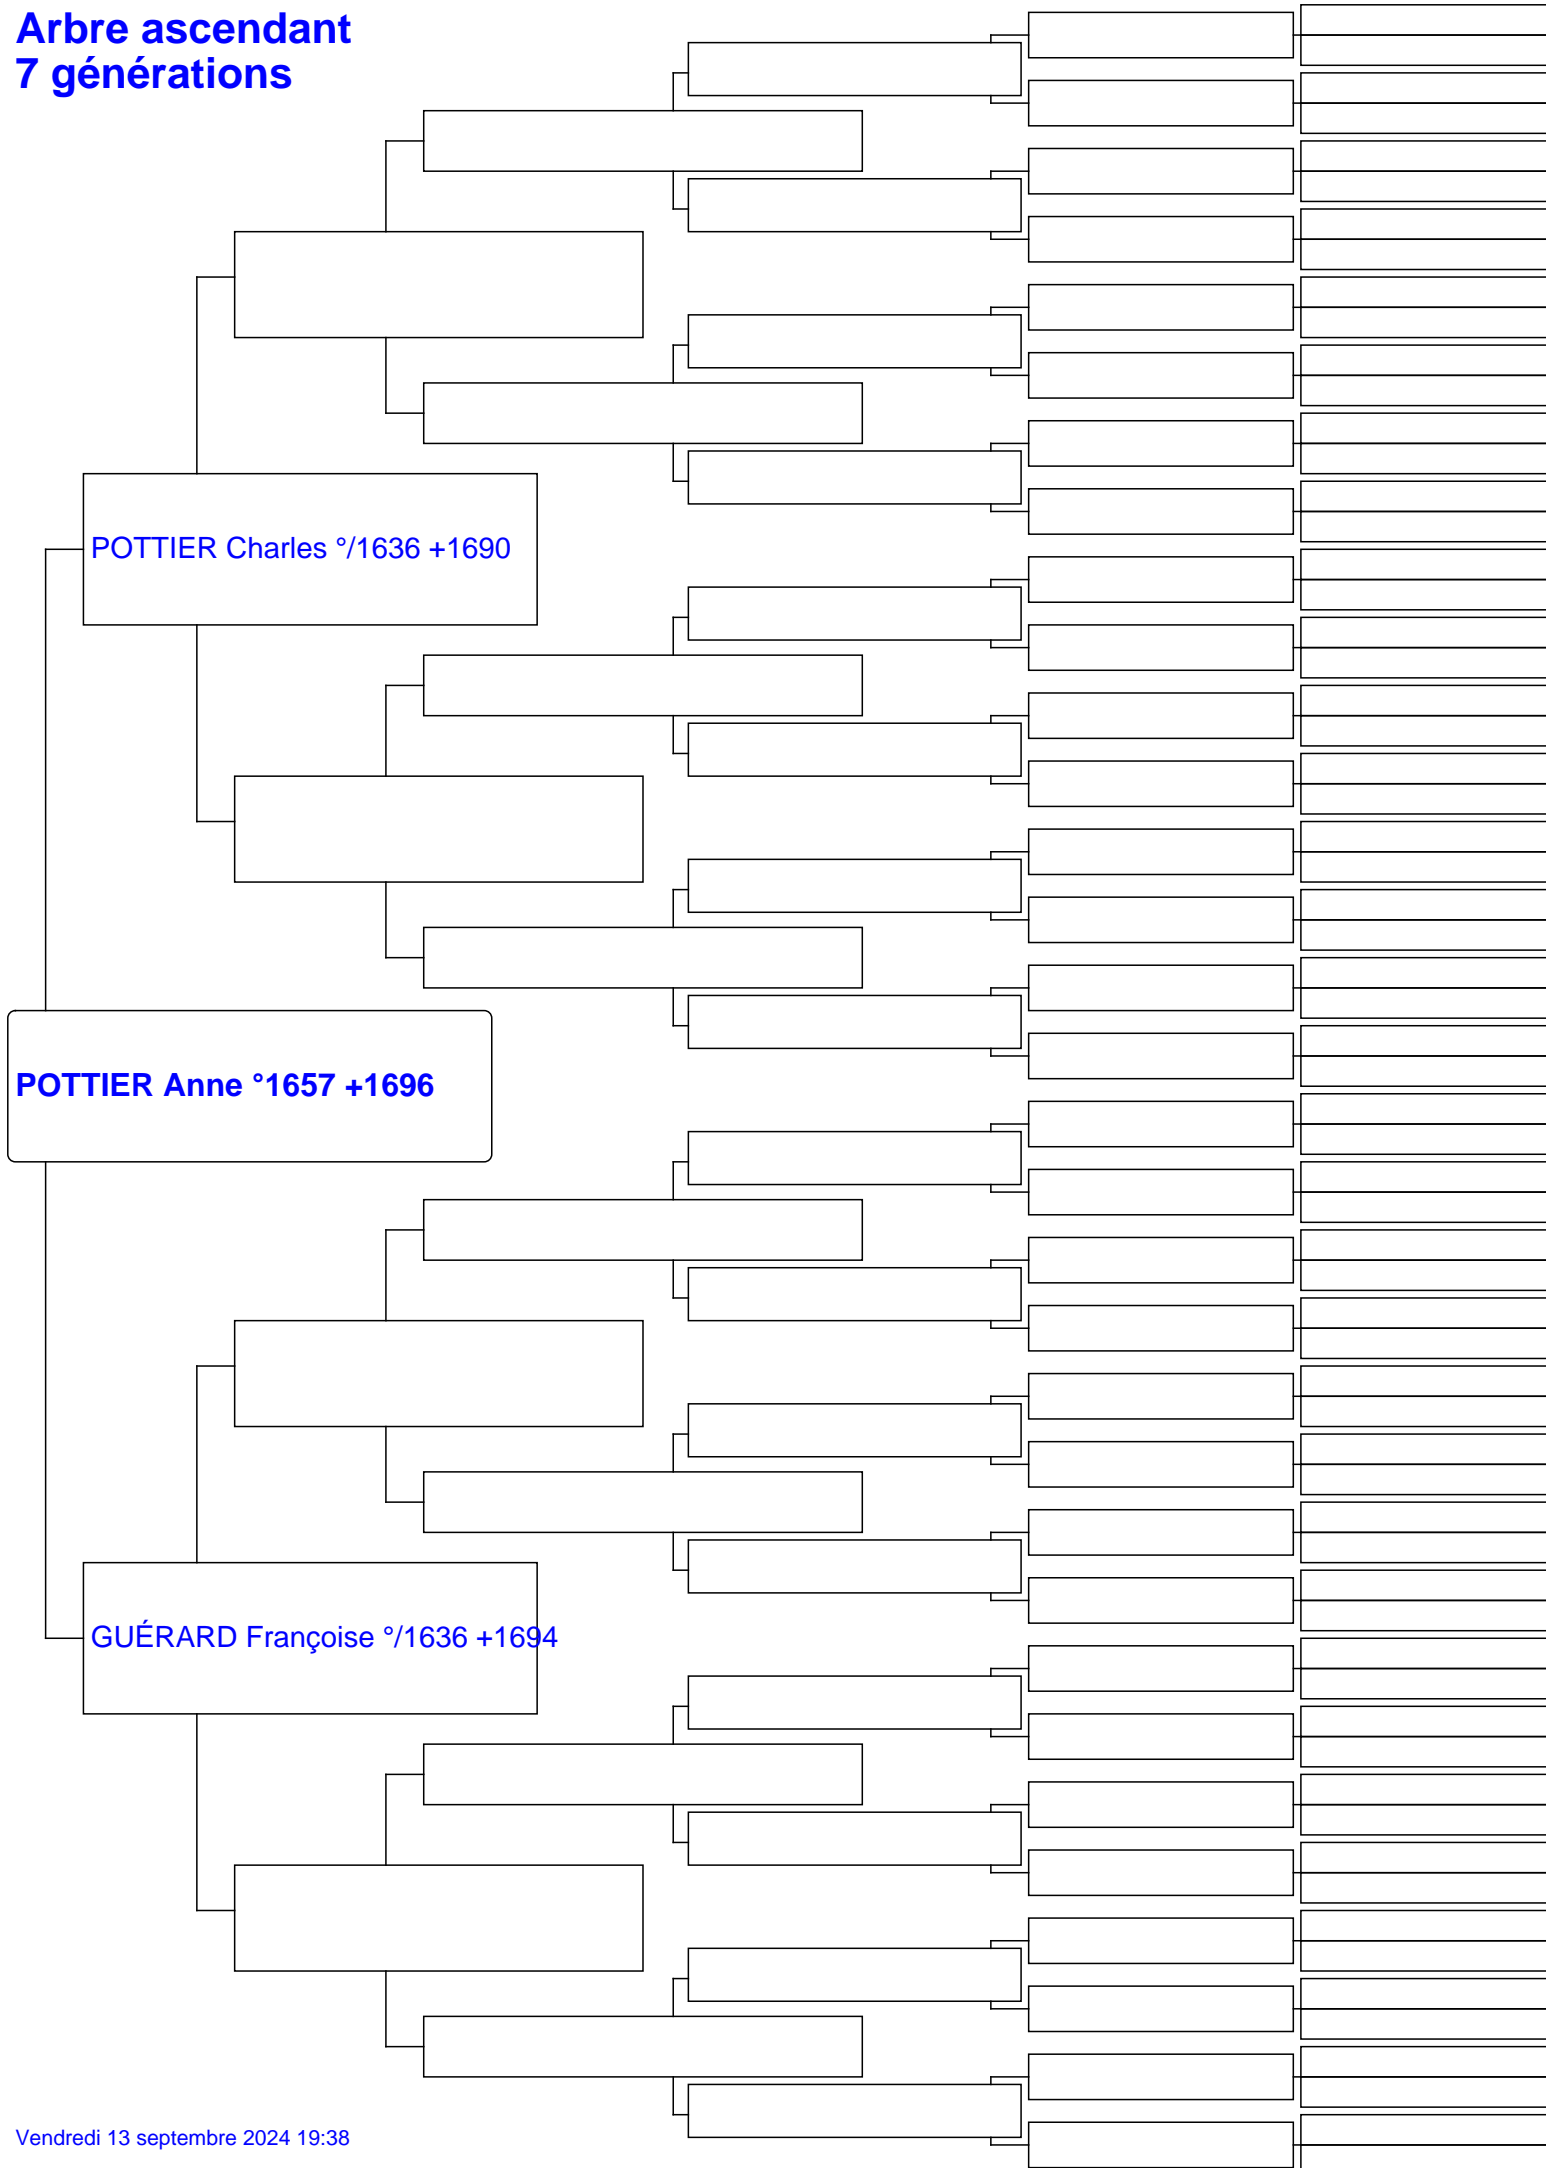 Arbre ascendant
7 générations
POTTIER Charles °/1636 +1690
POTTIER Anne °1657 +1696
GUÉRARD Françoise °/1636 +1694
Vendredi 13 septembre 2024 19:38